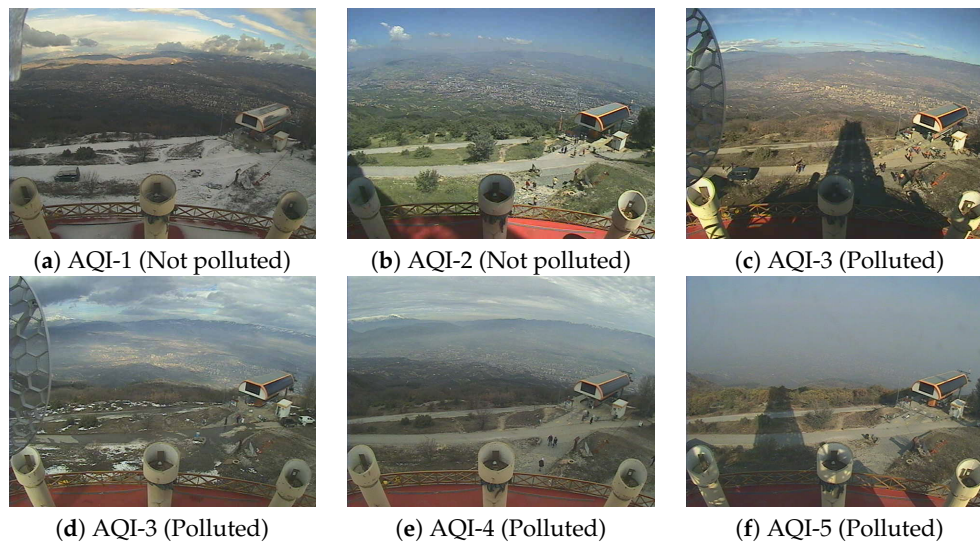 (a) AQI-1 (Not polluted)
(b) AQI-2 (Not polluted)
(c) AQI-3 (Polluted)
(d) AQI-3 (Polluted)
(e) AQI-4 (Polluted)
(f) AQI-5 (Polluted)